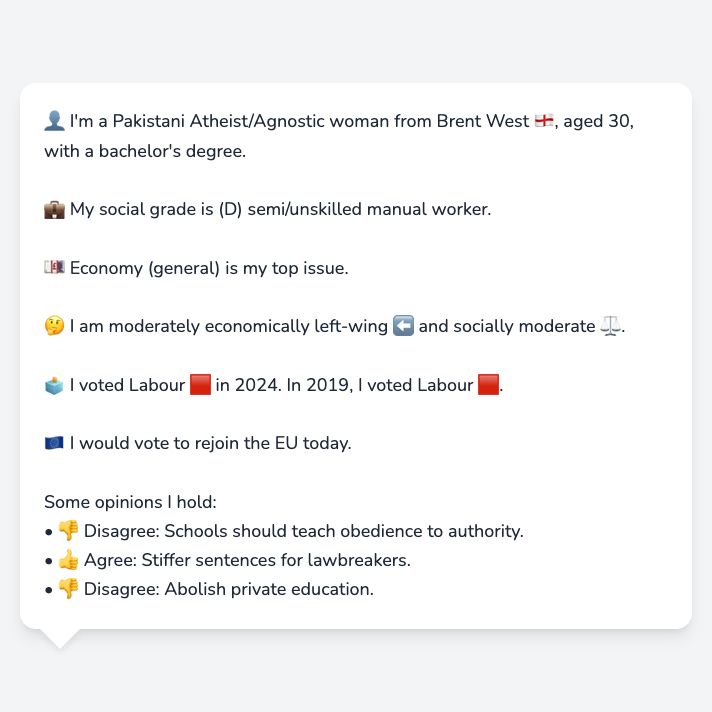 👤 I'm a Pakistani Atheist/Agnostic woman from Brent West 🏴󠁧󠁢󠁥󠁮󠁧󠁿, aged 30,
with a bachelor's degree.
💼 My social grade is (D) semi/unskilled manual worker.
💷 Economy (general) is my top issue.
🤔 I am moderately economically left-wing ⬅️ and socially moderate ⚖️.
🗳️ I voted Labour 🟥 in 2024. In 2019, I voted Labour 🟥.
🇪🇺 I would vote to rejoin the EU today.
Some opinions I hold:
• 👎 Disagree: Schools should teach obedience to authority.
• 👍 Agree: Stiffer sentences for lawbreakers.
• 👎 Disagree: Abolish private education.